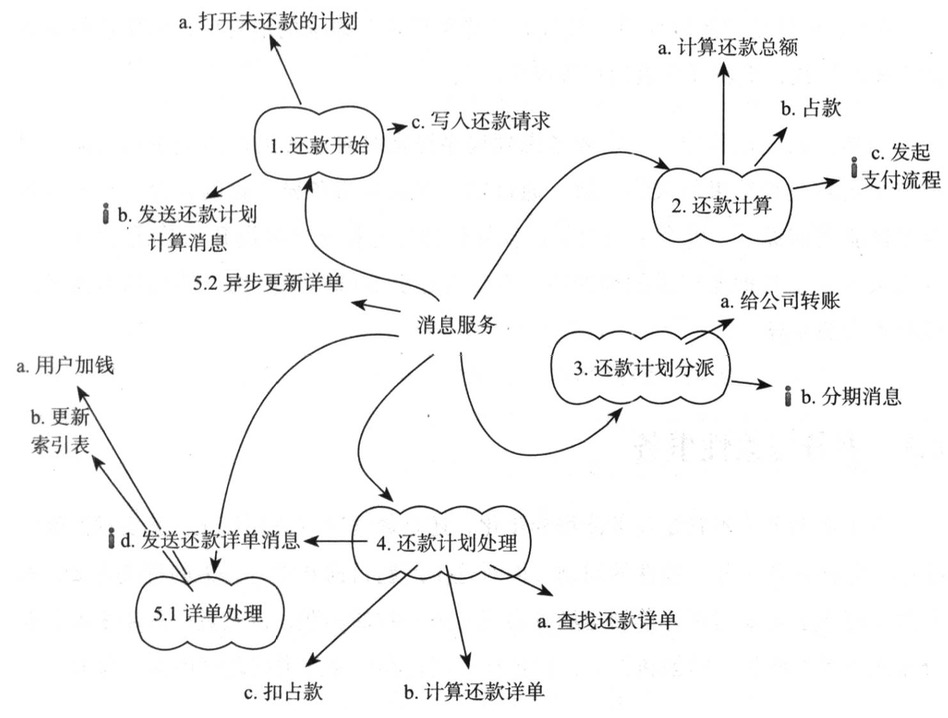 a. 打开未还款的计划
1. 还款开始
c. 写入还款请求
b. 发送还款计划
计算消息
a. 计算还款总额
b. 占款
c. 发起
支付流程
2. 还款计算
5.2 异步更新详单
消息服务
a. 给公司转账
3. 还款计划分派
b. 分期消息
a. 用户加钱
b. 更新
索引表
d. 发送还款详单消息
4. 还款计划处理
5.1 详单处理
a. 查找还款详单
c. 扣占款
b. 计算还款详单